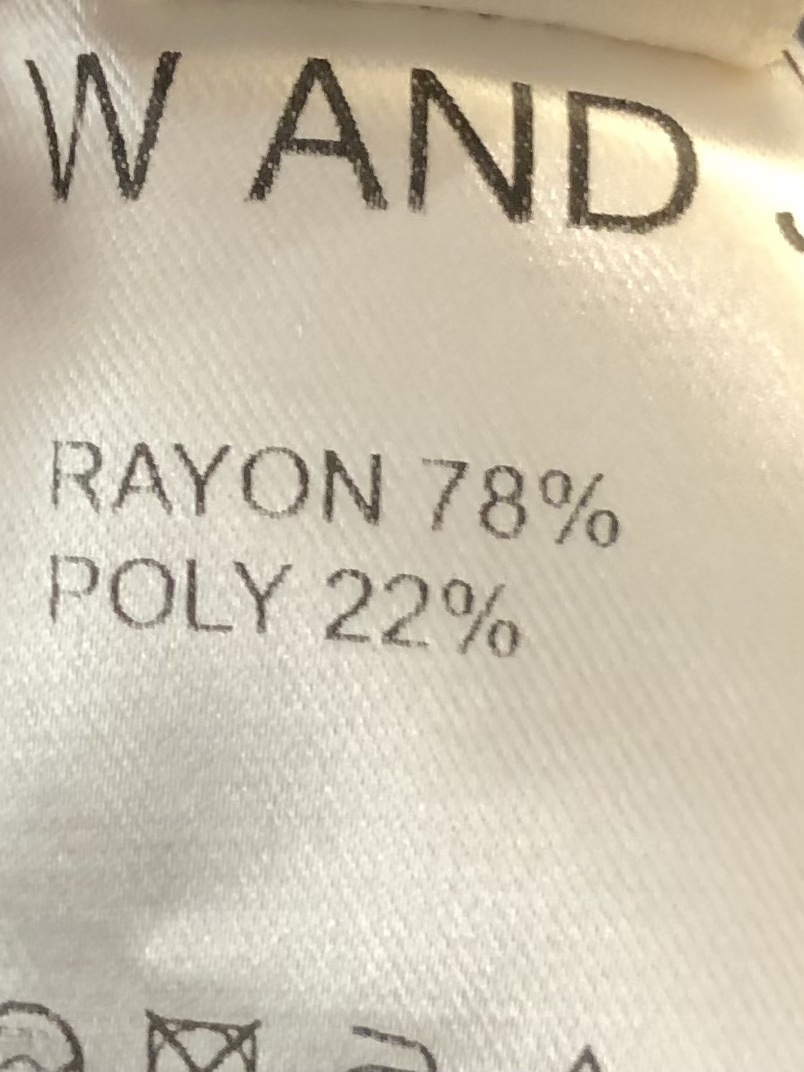 W AND
RAYON 78%
POLY 22%